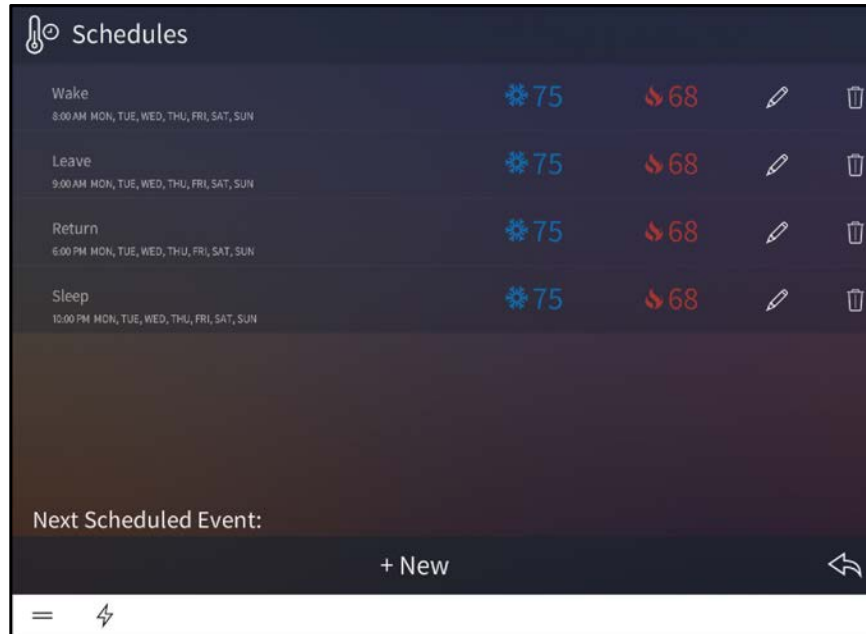 Schedules
Wake
75
68
8:00 AM MON, TUE, WED, THU, FRI, SAT, SUN
Leave
75
68
9:00 AM MON, TUE, WED, THU, FRI, SAT, SUN
Return
75
68
6:00 PM MON, TUE, WED, THU, FRI, SAT, SUN
Sleep
75
68
10:00 PM MON, TUE, WED, THU, FRI, SAT, SUN
Next Scheduled Event:
+ New